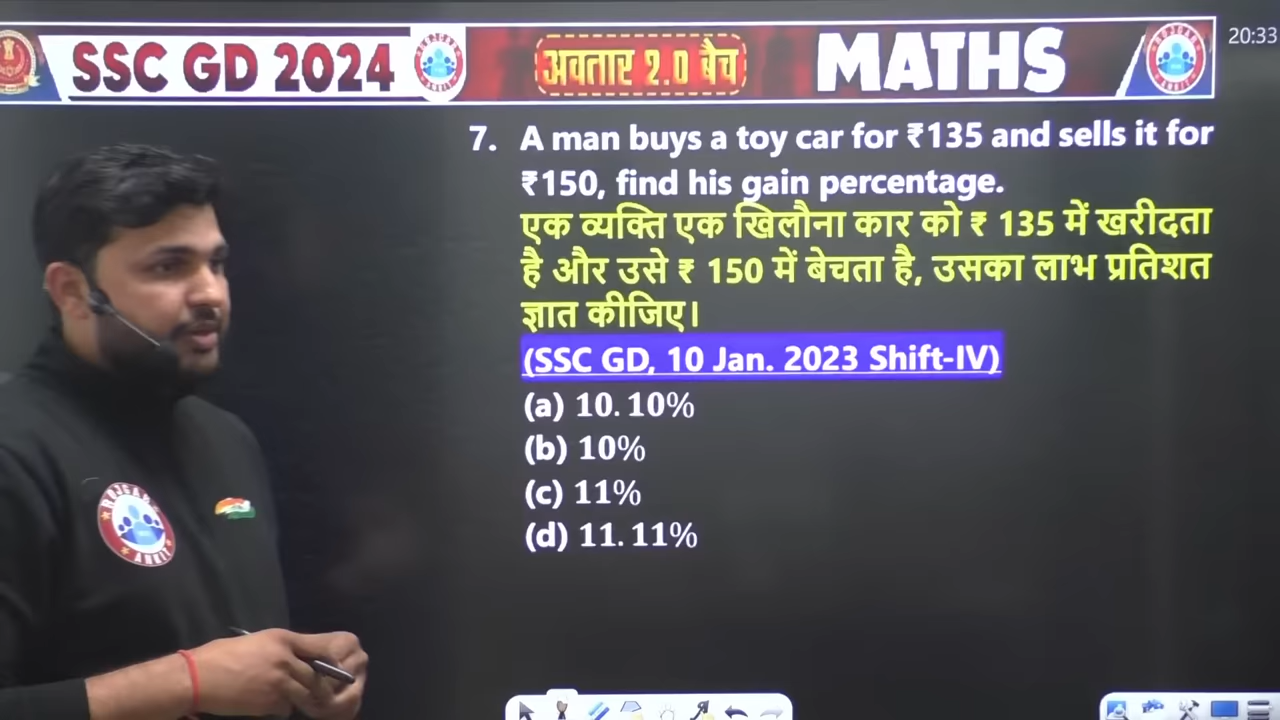 SSC GD 2024
अवतार 2.0 बैच
MATHS
20:33
7. A man buys a toy car for ₹135 and sells it for
₹150, find his gain percentage.
एक व्यक्ति एक खिलौना कार को ₹ 135 में खरीदता
है और उसे ₹ 150 में बेचता है, उसका लाभ प्रतिशत
ज्ञात कीजिए।
(SSC GD, 10 Jan. 2023 Shift-IV)
(a) 10.10%
(b) 10%
(c) 11%
(d) 11.11%